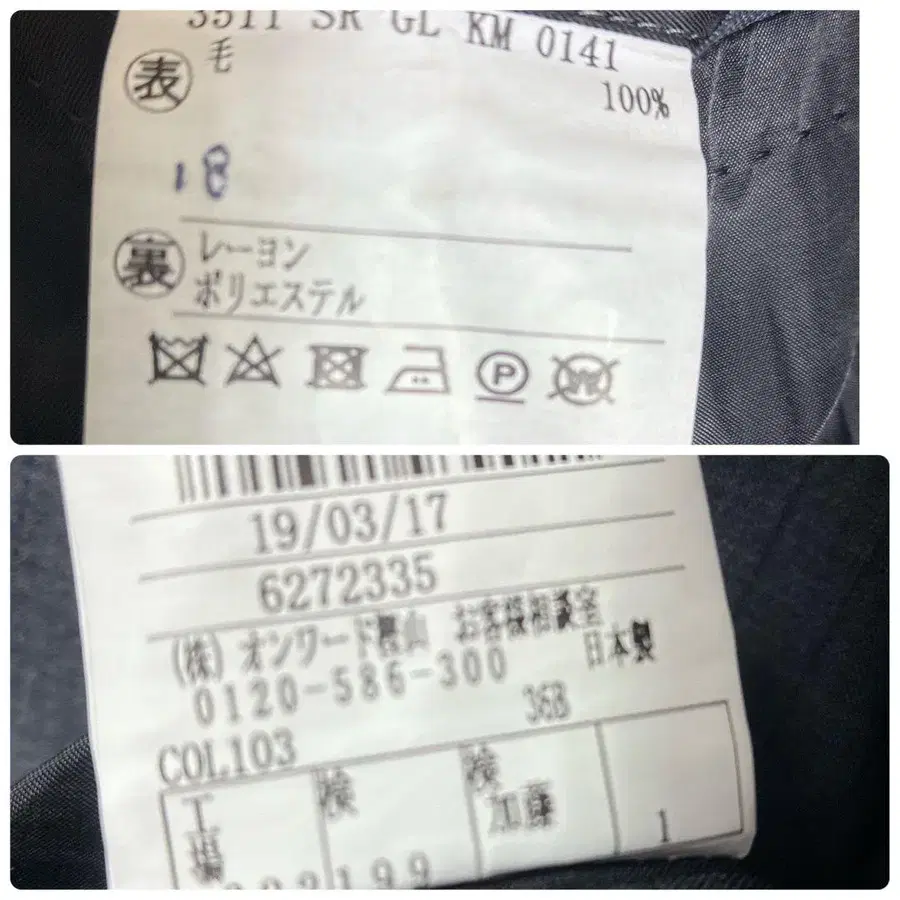 3511 SR GL KM 0141
表 毛
100%
18
裏 レーヨン
ポリエステル
P
W
19/03/17
6272335
(株) オンワード樫山 お客様相談室
0120-586-300 日本製
36B
COL103
工場 検 検
加藤 1